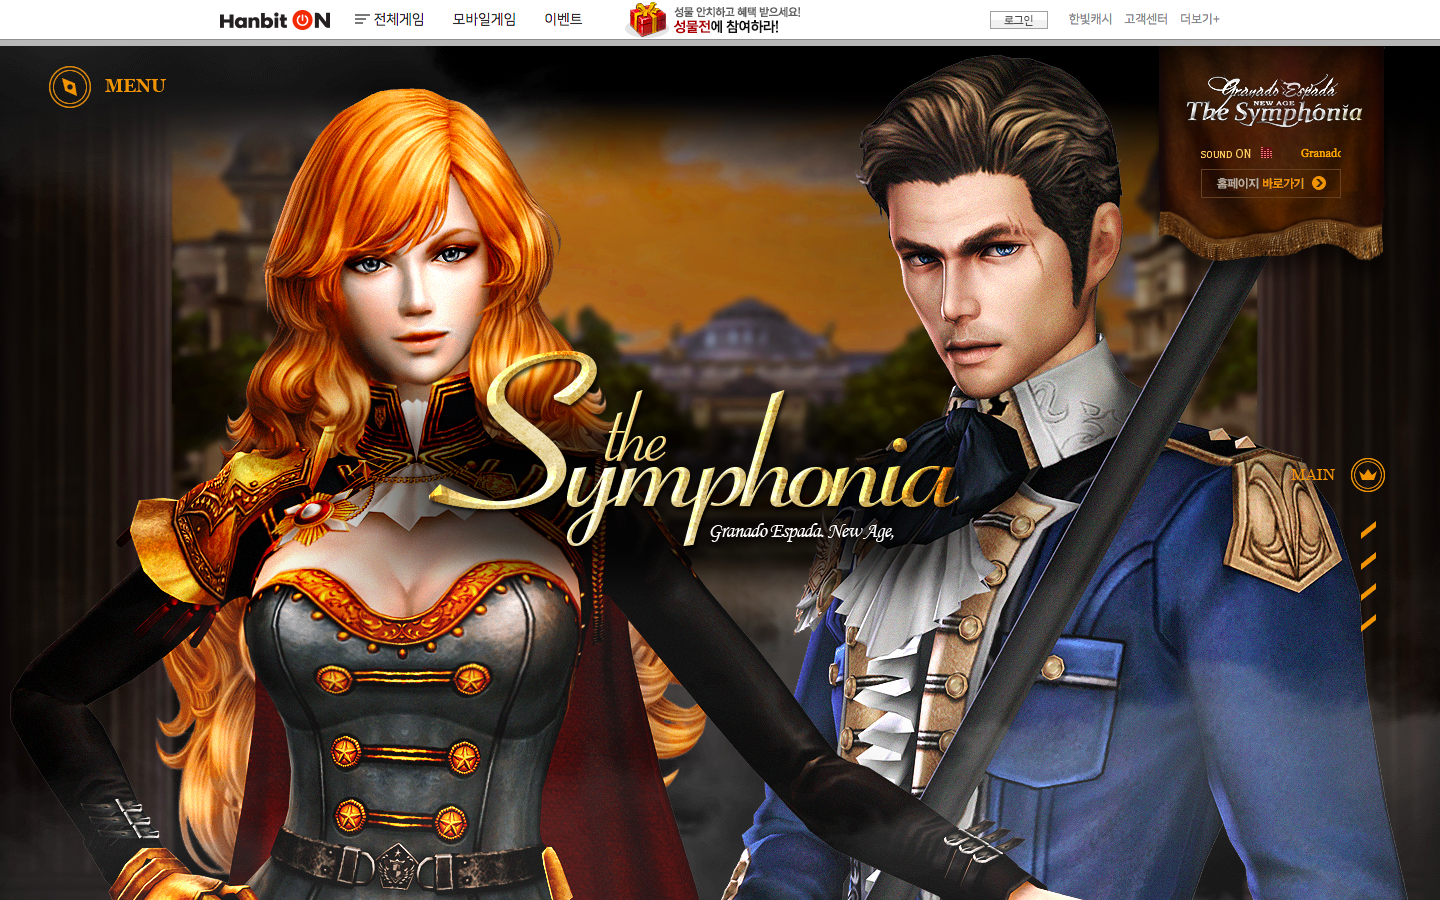 Hanbit ON
전체게임 모바일게임 이벤트
성물 안치하고 혜택 받으세요!
성물전에 참여하라!
로그인 한빛캐시 고객센터 더보기+
MENU
Granado Espada
NEW AGE
The Symphonia
SOUND ON Granado
홈페이지 바로가기
the
Symphonia
Granado Espada. New Age,
MAIN